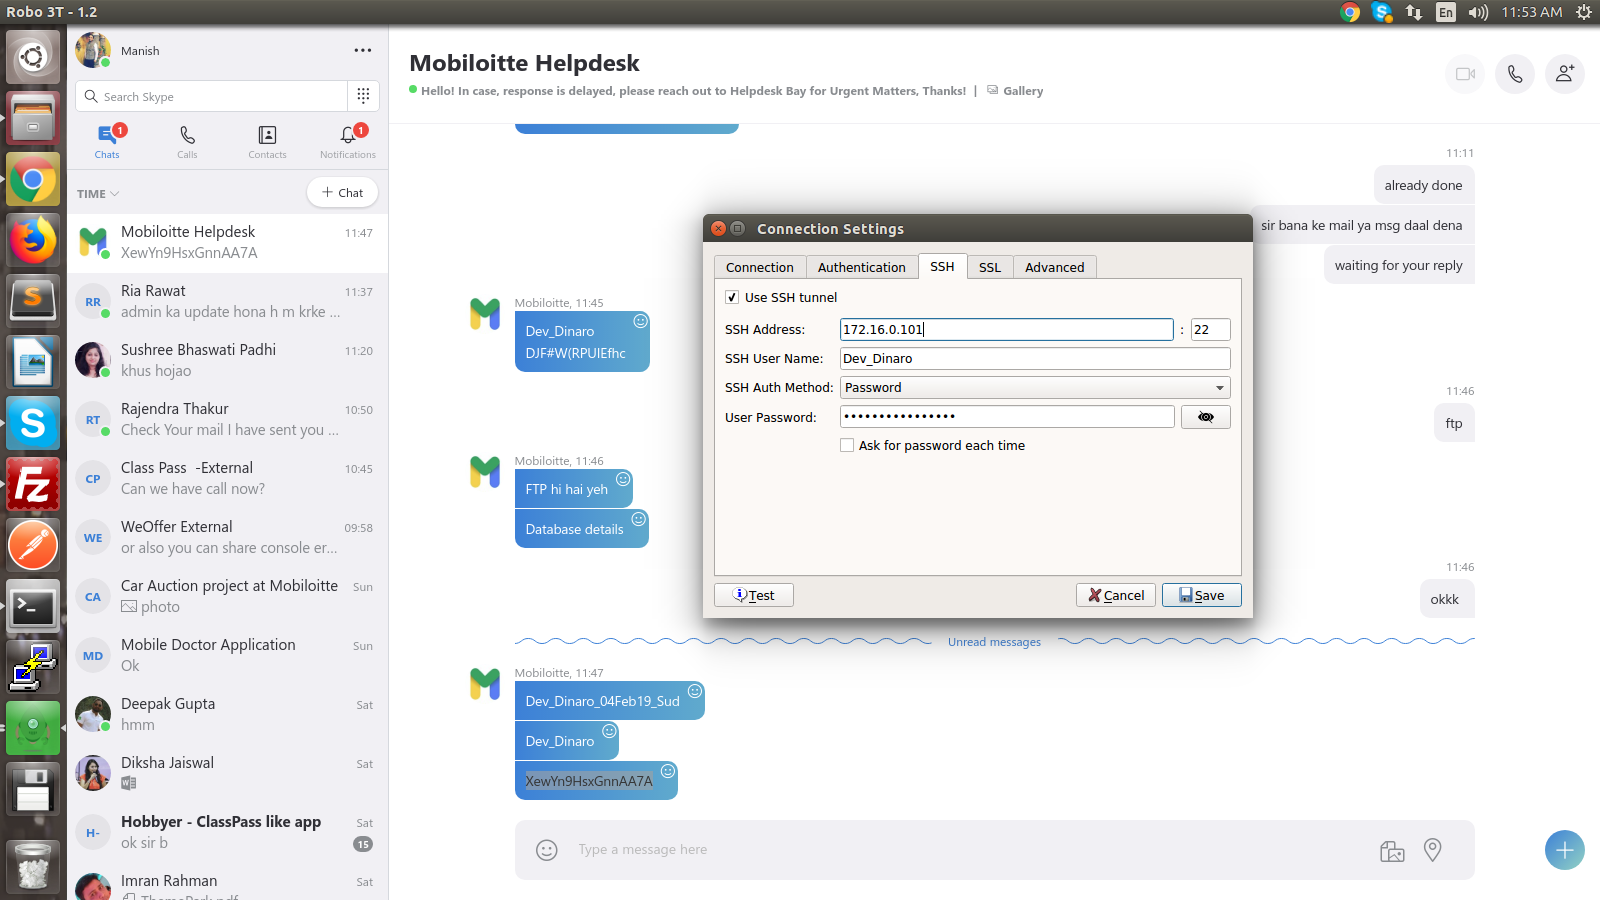 Robo 3T - 1.2
En
11:53 AM
Manish
Search Skype
1
1
Chats
Calls
Contacts
Notifications
TIME
+ Chat
Mobiloitte Helpdesk 11:47
XewYn9HsxGnnAA7A
RR
Ria Rawat 11:37
admin ka update hona h m krke ...
Sushree Bhaswati Padhi 11:20
khus hojao
RT
Rajendra Thakur 10:50
Check Your mail I have sent you ...
CP
Class Pass -External 10:45
Can we have call now?
WE
WeOffer External 09:58
or also you can share console er...
CA
Car Auction project at Mobiloitte Sun
photo
MD
Mobile Doctor Application Sun
Ok
Deepak Gupta Sat
hmm
Diksha Jaiswal Sat
H-
Hobbyer - ClassPass like app Sat
ok sir b 15
Imran Rahman Sat
Mobiloitte Helpdesk
Hello! In case, response is delayed, please reach out to Helpdesk Bay for Urgent Matters, Thanks! | Gallery
11:11
already done
sir bana ke mail ya msg daal dena
waiting for your reply
Mobiloitte, 11:45
Dev_Dinaro
DJF#W(RPUIEfhc
11:46
ftp
Mobiloitte, 11:46
FTP hi hai yeh
Database details
11:46
okkk
Unread messages
Mobiloitte, 11:47
Dev_Dinaro_04Feb19_Sud
Dev_Dinaro
XewYn9HsxGnnAA7A
Type a message here
Connection Settings
Connection Authentication SSH SSL Advanced
Use SSH tunnel
SSH Address: 172.16.0.101 : 22
SSH User Name: Dev_Dinaro
SSH Auth Method: Password
User Password: ••••••••••••••••
Ask for password each time
Test Cancel Save